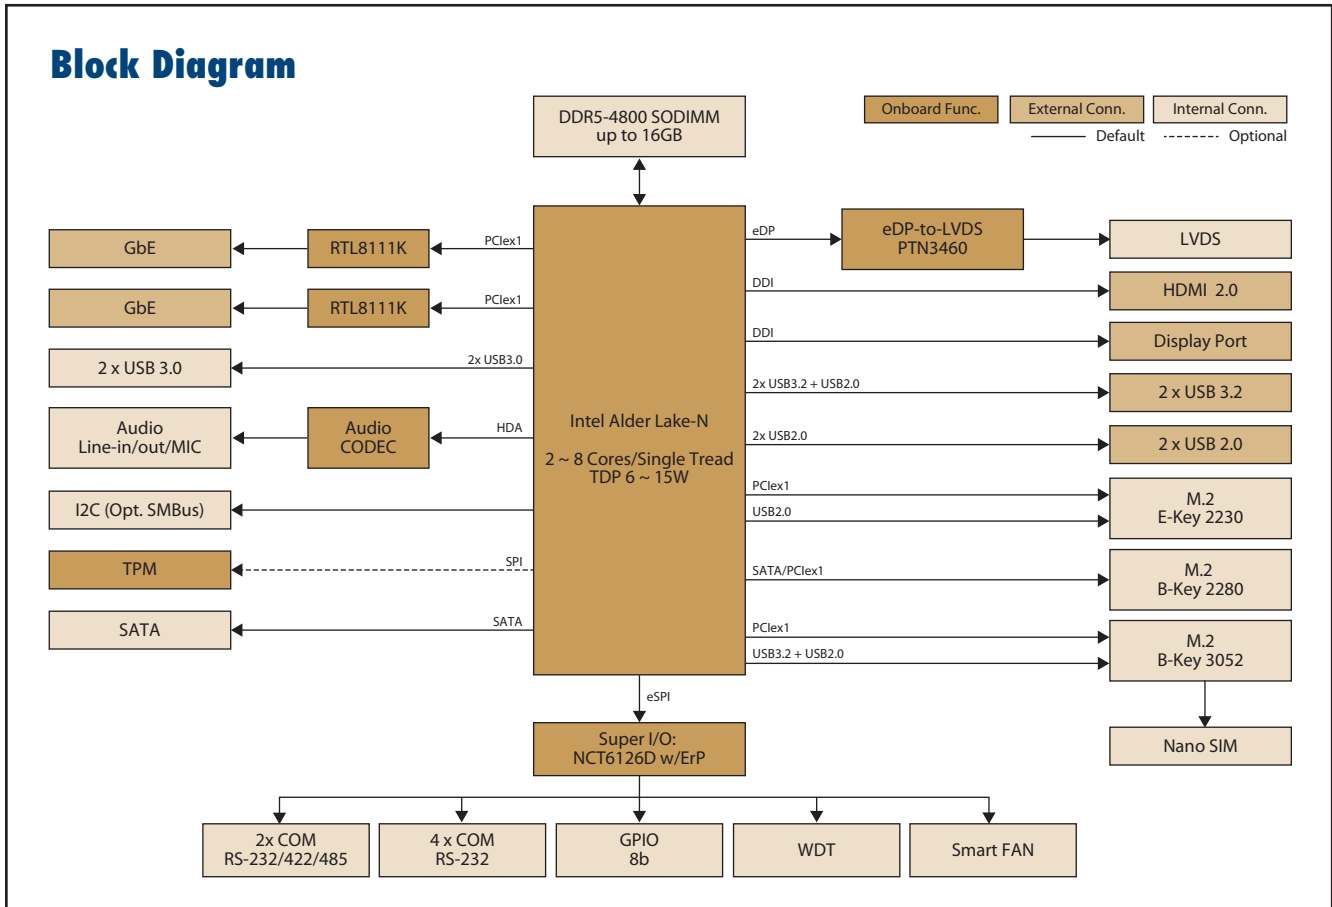 Block Diagram
DDR5-4800 SODIMM
up to 16GB
Onboard Func.
External Conn.
Internal Conn.
Default
Optional
GbE
RTL8111K
PCIex1
GbE
RTL8111K
PCIex1
2 x USB 3.0
2x USB3.0
Audio
Line-in/out/MIC
Audio
CODEC
HDA
I2C (Opt. SMBus)
TPM
SPI
SATA
SATA
Intel Alder Lake-N
2 ~ 8 Cores/Single Tread
TDP 6 ~ 15W
eDP
eDP-to-LVDS
PTN3460
LVDS
DDI
HDMI 2.0
DDI
Display Port
2x USB3.2 + USB2.0
2 x USB 3.2
2x USB2.0
2 x USB 2.0
PCIex1
USB2.0
M.2
E-Key 2230
SATA/PCIex1
M.2
B-Key 2280
PCIex1
USB3.2 + USB2.0
M.2
B-Key 3052
Nano SIM
eSPI
Super I/O:
NCT6126D w/ErP
2x COM
RS-232/422/485
4 x COM
RS-232
GPIO
8b
WDT
Smart FAN